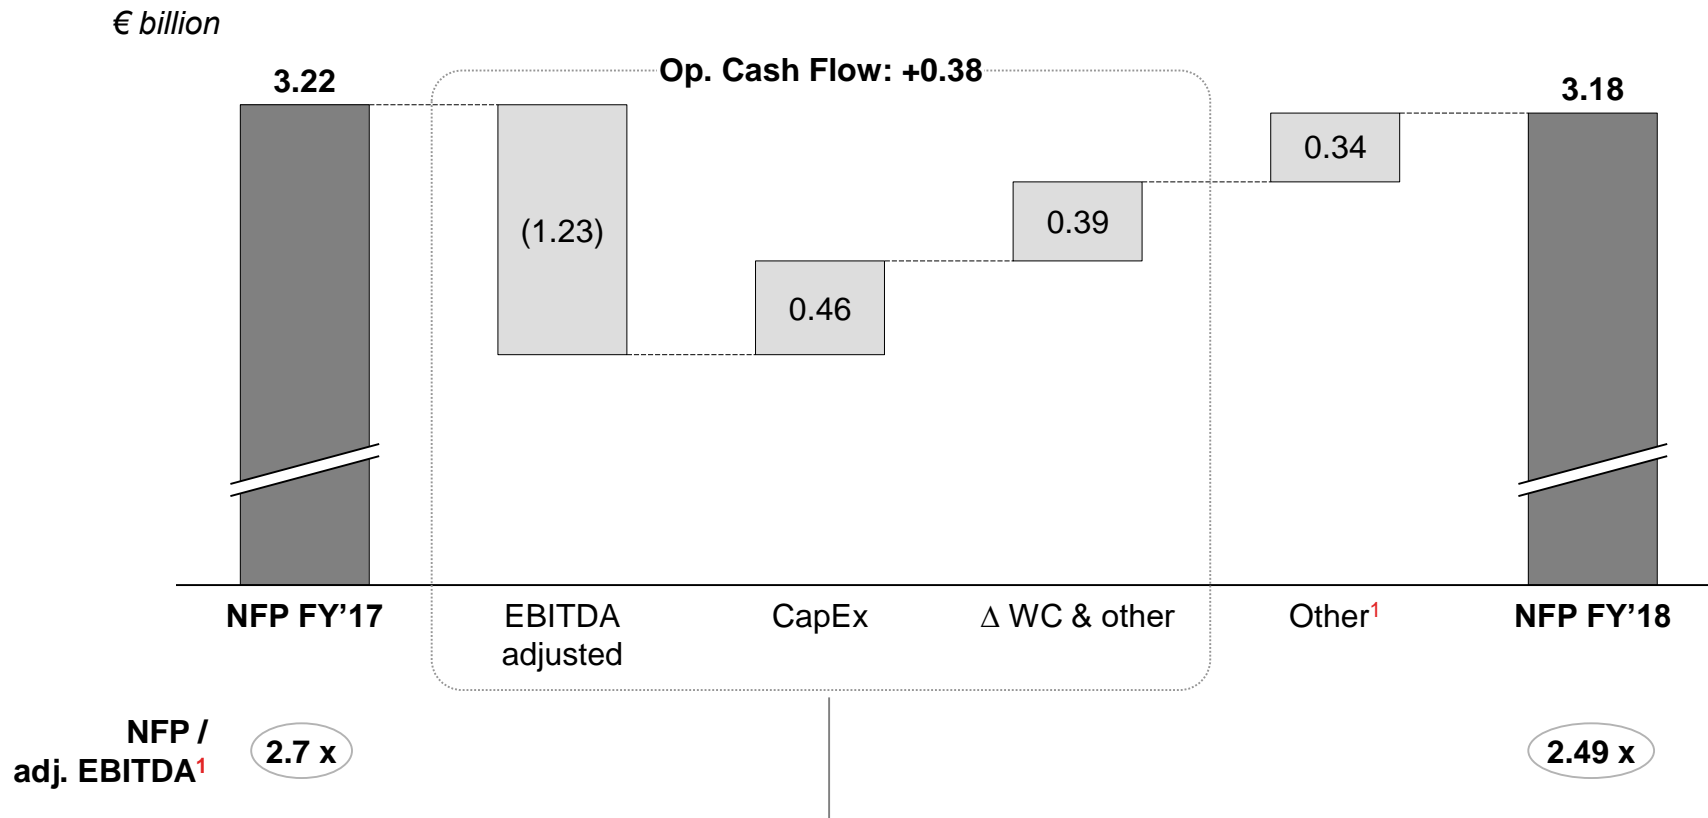 € billion
Op. Cash Flow: +0.38
3.22
3.18
(1.23)
0.46
0.39
0.34
NFP FY’17
EBITDA
adjusted
CapEx
∆ WC & other
Other¹
NFP FY’18
NFP /
adj. EBITDA¹
2.7 x
2.49 x